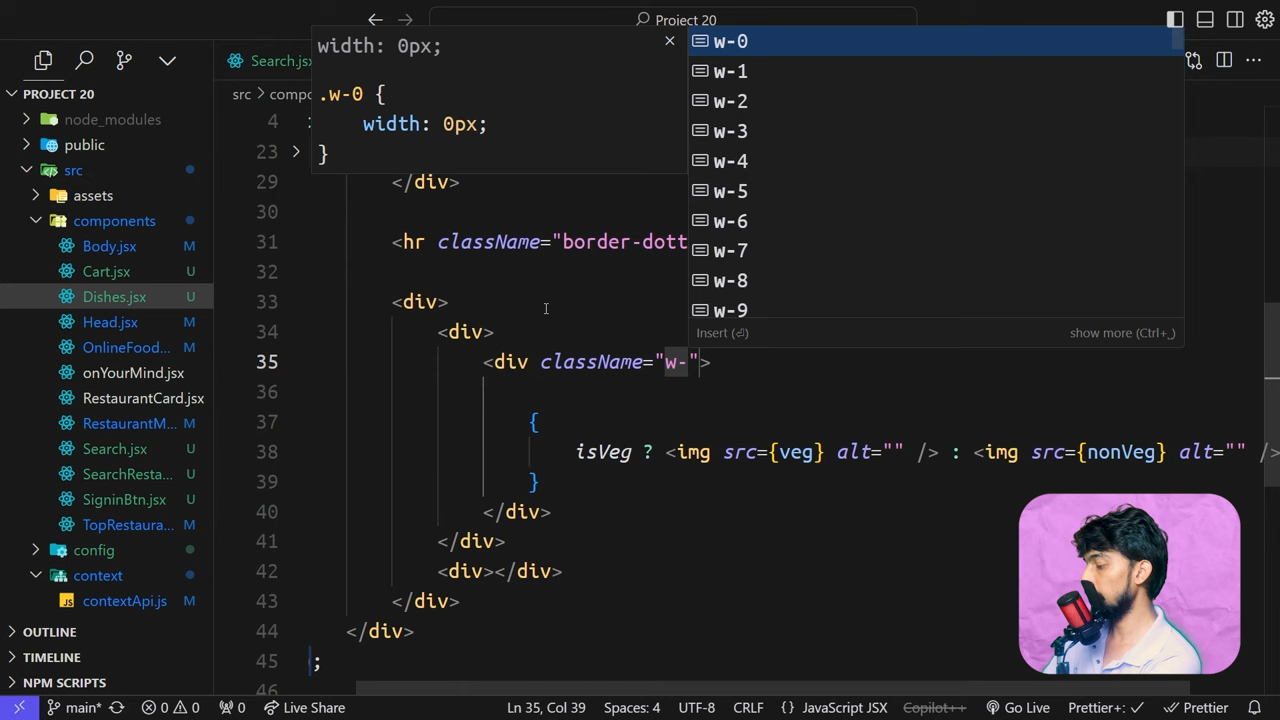 Project 20
PROJECT 20
node_modules
public
src
assets
components
Body.jsx M
Cart.jsx U
Dishes.jsx U
Head.jsx M
OnlineFood... M
onYourMind.jsx
RestaurantCard.jsx
RestaurantM... M
Search.jsx U
SearchResta... U
SigninBtn.jsx U
TopRestaura... M
config
context
contextApi.js M
OUTLINE
TIMELINE
NPM SCRIPTS
Search.jsx
src > compo
width: 0px;
.w-0 {
width: 0px;
}
w-0
w-1
w-2
w-3
w-4
w-5
w-6
w-7
w-8
w-9
Insert (⏎) show more (Ctrl+,)
4
23
29 </div>
30
31 <hr className="border-dott
32
33 <div>
34 <div>
35 <div className="w-">
36
37 {
38 isVeg ? <img src={veg} alt="" /> : <img src={nonVeg} alt="" />
39 }
40 </div>
41 </div>
42 <div></div>
43 </div>
44 </div>
45 ;
46
main* 0 0 0 Live Share Ln 35, Col 39 Spaces: 4 UTF-8 CRLF {} JavaScript JSX Copilot++ Go Live Prettier+: Prettier